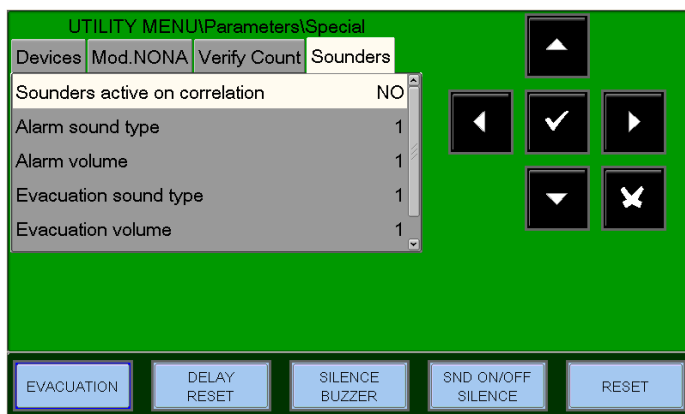 UTILITY MENU\Parameters\Special
Devices Mod.NONA Verify Count Sounders
Sounders active on correlation NO
Alarm sound type 1
Alarm volume 1
Evacuation sound type 1
Evacuation volume 1
EVACUATION
DELAY
RESET
SILENCE
BUZZER
SND ON/OFF
SILENCE
RESET